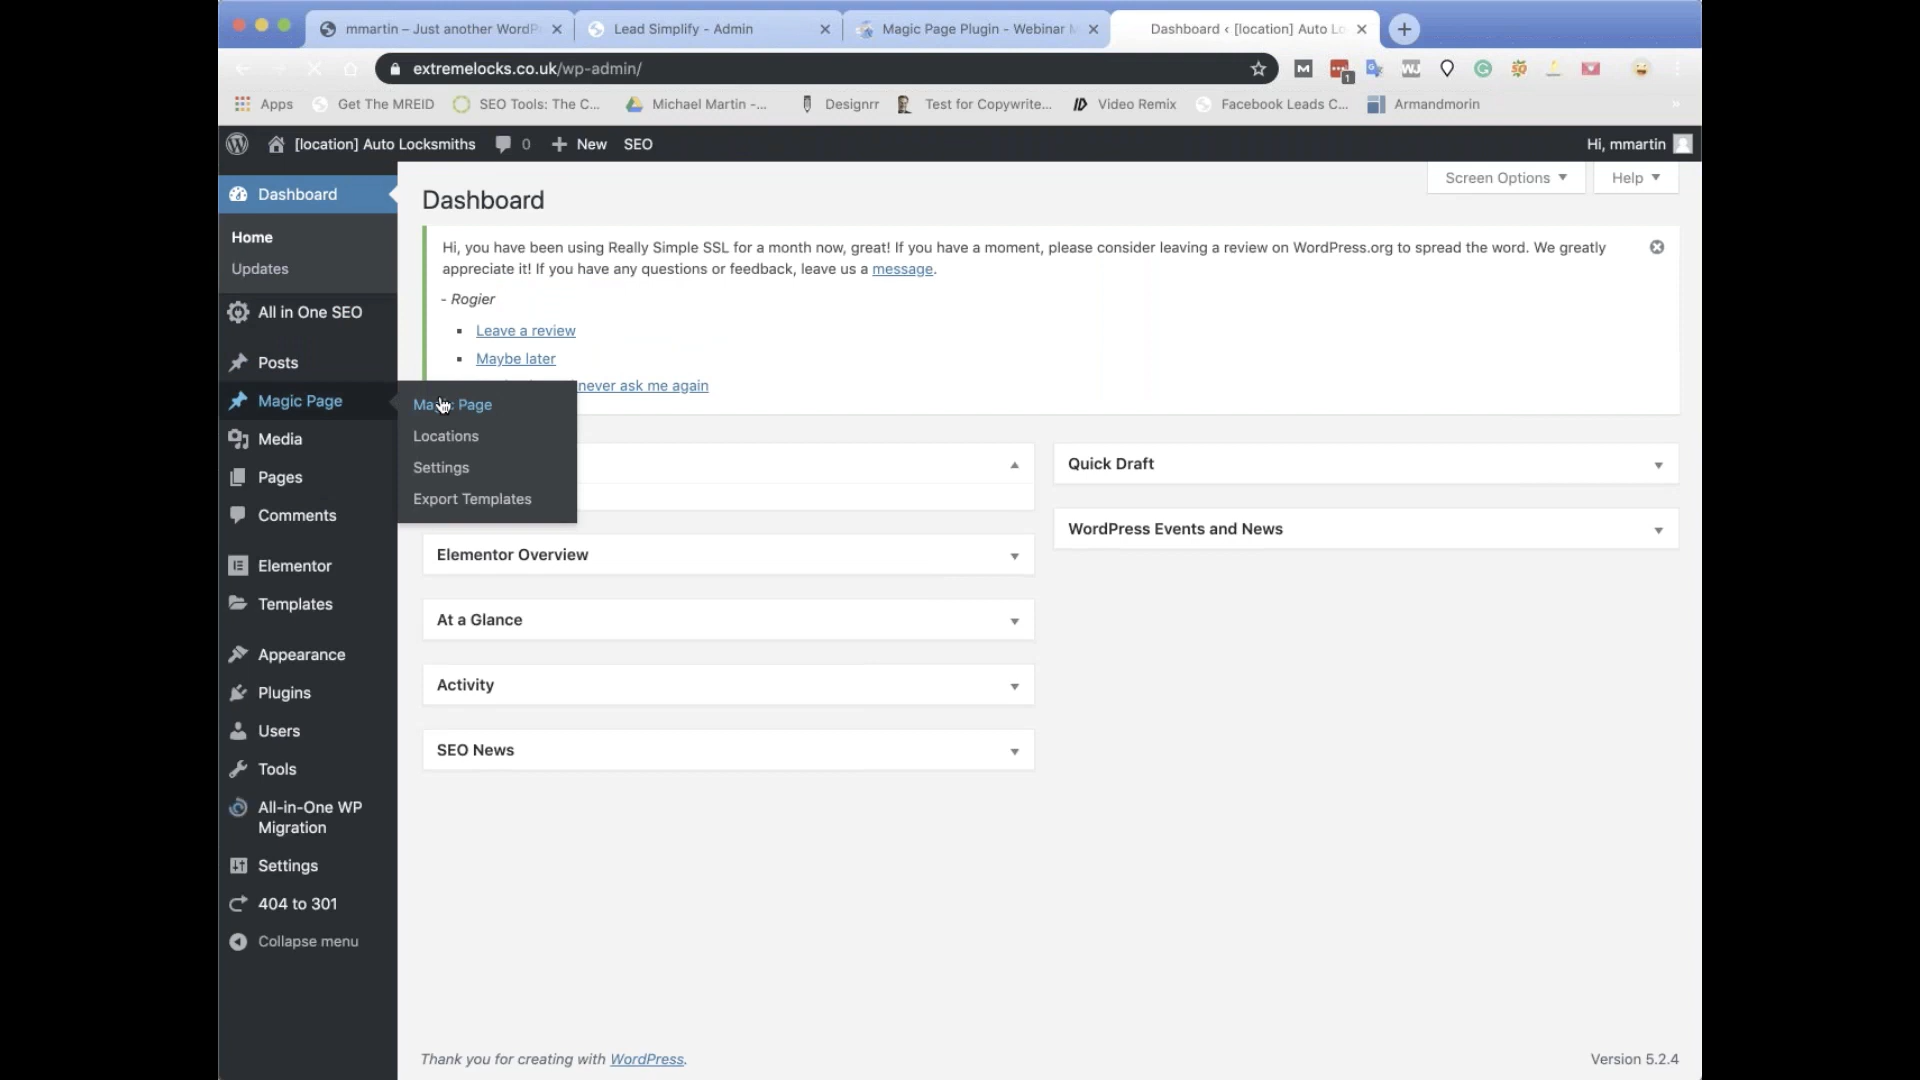 mmartin – Just another WordP
Lead Simplify - Admin
Magic Page Plugin - Webinar
Dashboard ‹ [location] Auto Lo
extremelocks.co.uk/wp-admin/
1
Apps
Get The MREID
SEO Tools: The C...
Michael Martin -...
Designrr
Test for Copywrite...
Video Remix
Facebook Leads C...
Armandmorin
[location] Auto Locksmiths
0
New
SEO
Hi, mmartin
Dashboard
Home
Updates
All in One SEO
Posts
Magic Page
Media
Pages
Comments
Elementor
Templates
Appearance
Plugins
Users
Tools
All-in-One WP
Migration
Settings
404 to 301
Collapse menu
Magic Page
Locations
Settings
Export Templates
Screen Options
Help
Dashboard
Hi, you have been using Really Simple SSL for a month now, great! If you have a moment, please consider leaving a review on WordPress.org to spread the word. We greatly
appreciate it! If you have any questions or feedback, leave us a message.
- Rogier
Leave a review
Maybe later
never ask me again
Elementor Overview
At a Glance
Activity
SEO News
Quick Draft
WordPress Events and News
Thank you for creating with WordPress.
Version 5.2.4